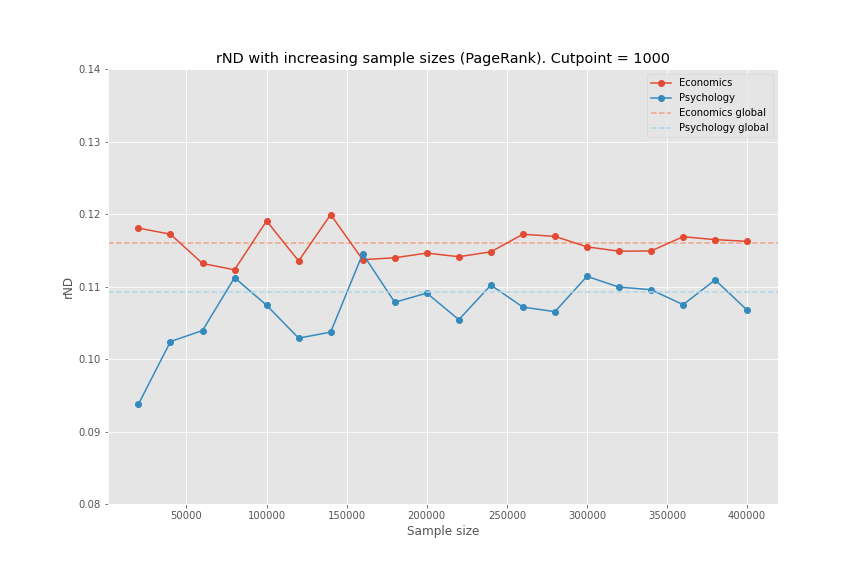 rND with increasing sample sizes (PageRank). Cutpoint = 1000
0.14
0.13
0.12
0.11
0.10
0.09
0.08
rND
Economics
Psychology
Economics global
Psychology global
50000 100000 150000 200000 250000 300000 350000 400000
Sample size